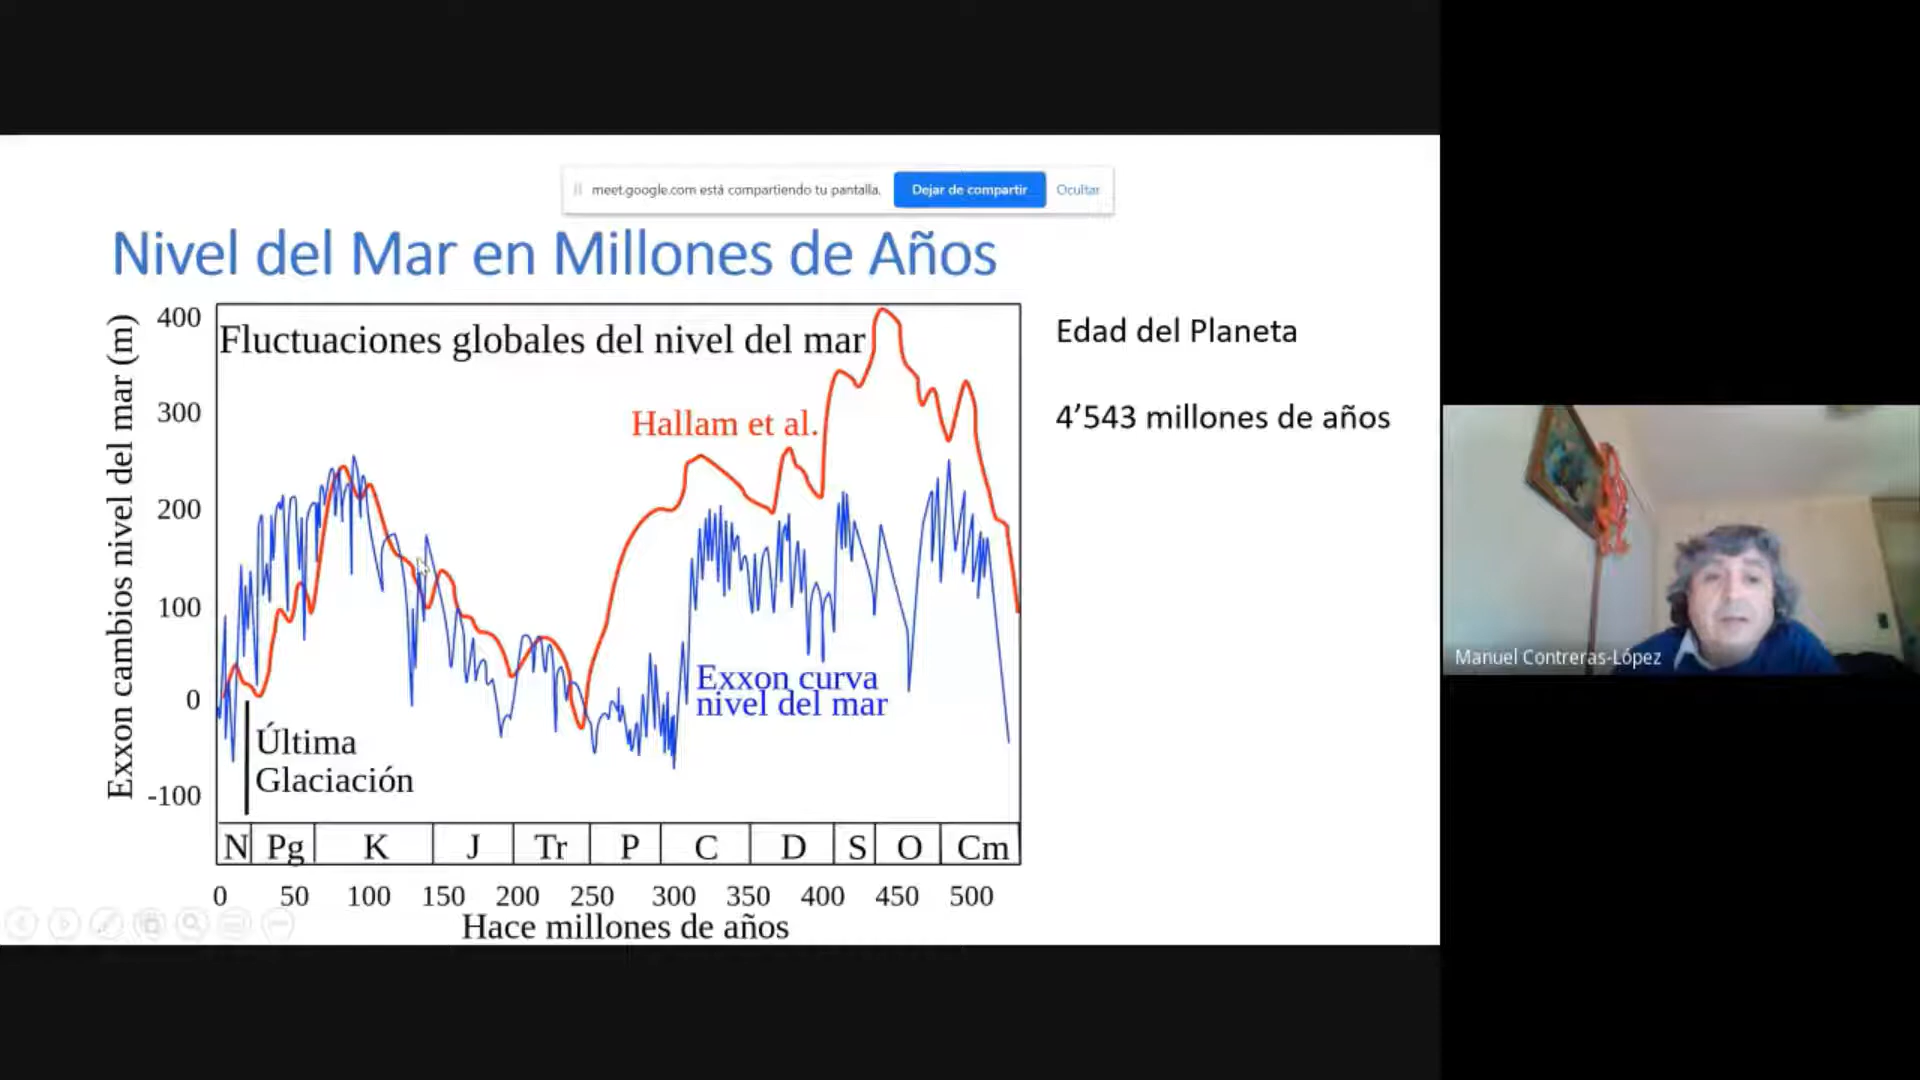 meet.google.com está compartiendo tu pantalla.
Dejar de compartir
Ocultar
Nivel del Mar en Millones de Años
Exxon cambios nivel del mar (m)
400
300
200
100
0
-100
Fluctuaciones globales del nivel del mar
Hallam et al.
Exxon curva
nivel del mar
Última
Glaciación
N Pg K J Tr P C D S O Cm
0 50 100 150 200 250 300 350 400 450 500
Hace millones de años
Edad del Planeta
4’543 millones de años
Manuel Contreras-López